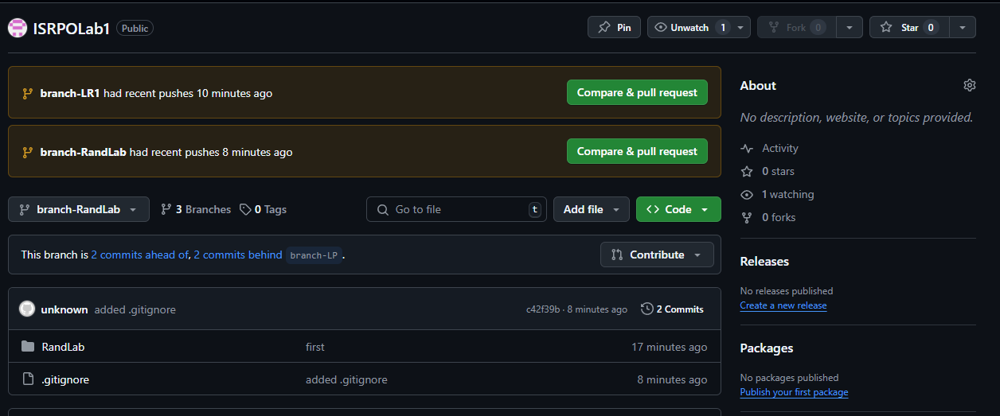 ISRPOLab1 Public Pin Unwatch 1 Fork 0 Star 0
branch-LR1 had recent pushes 10 minutes ago Compare & pull request
branch-RandLab had recent pushes 8 minutes ago Compare & pull request
branch-RandLab 3 Branches 0 Tags Go to file t Add file Code
This branch is 2 commits ahead of, 2 commits behind branch-LP .
Contribute
unknown added .gitignore c42f39b · 8 minutes ago 2 Commits
RandLab first 17 minutes ago
.gitignore added .gitignore 8 minutes ago
About
No description, website, or topics provided.
Activity
0 stars
1 watching
0 forks
Releases
No releases published
Create a new release
Packages
No packages published
Publish your first package